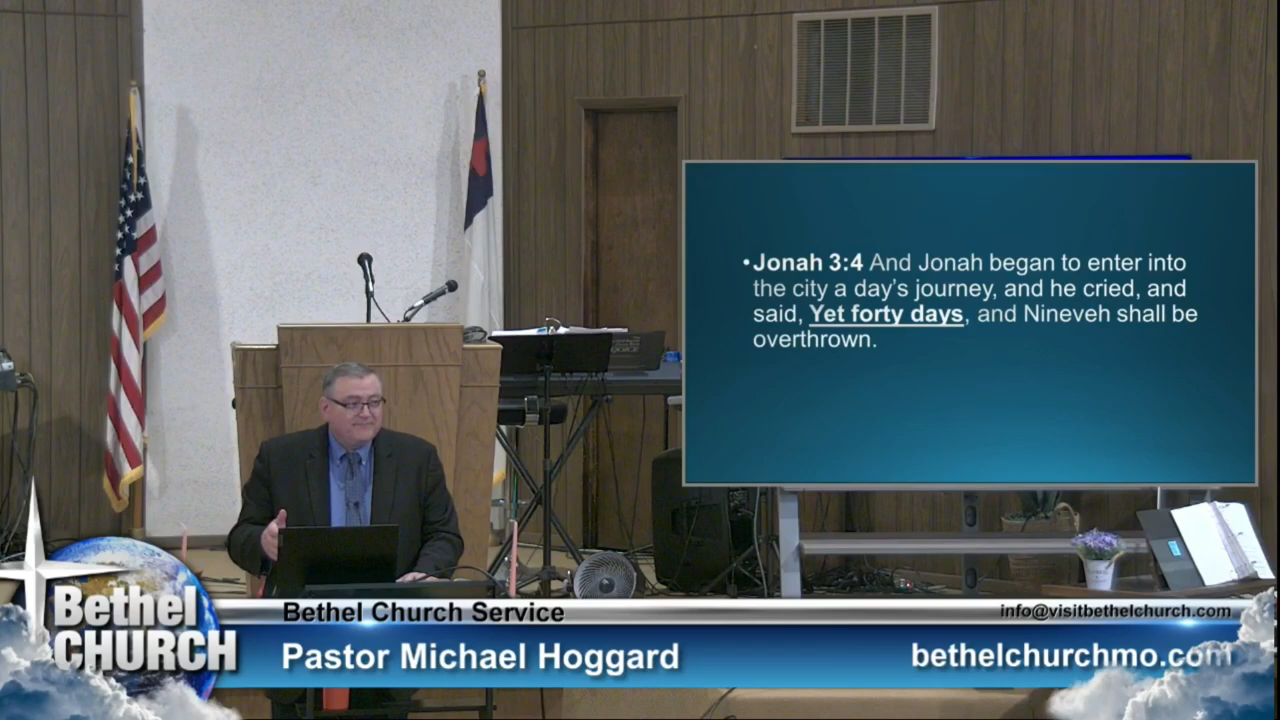 •Jonah 3:4 And Jonah began to enter into
the city a day's journey, and he cried, and
said, Yet forty days, and Nineveh shall be
overthrown.
Bethel
CHURCH
Bethel Church Service
info@visitbethelchurch.com
Pastor Michael Hoggard
bethelchurchmo.com